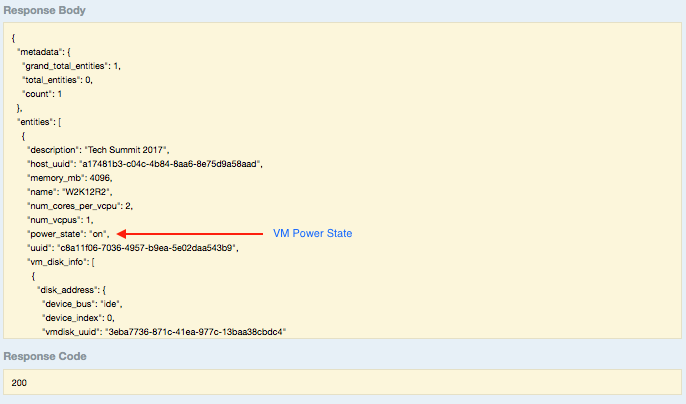 Response Body
{
"metadata": {
"grand_total_entities": 1,
"total_entities": 0,
"count": 1
},
"entities": [
{
"description": "Tech Summit 2017",
"host_uuid": "a17481b3-c04c-4b84-8aa6-8e75d9a58aad",
"memory_mb": 4096,
"name": "W2K12R2",
"num_cores_per_vcpu": 2,
"num_vcpus": 1,
"power_state": "on", VM Power State
"uuid": "c8a11f06-7036-4957-b9ea-5e02daa543b9",
"vm_disk_info": [
{
"disk_address": {
"device_bus": "ide",
"device_index": 0,
"vmdisk_uuid": "3eba7736-871c-41ea-977c-13baa38cbdc4"
Response Code
200